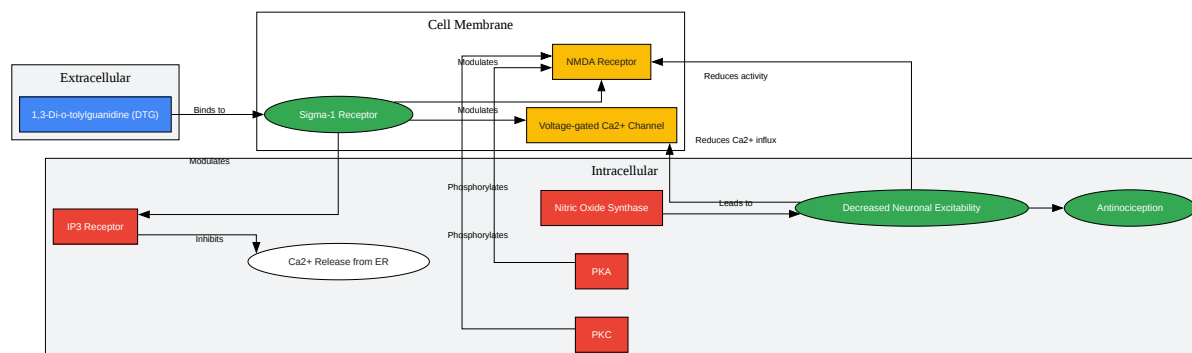 Cell Membrane
Extracellular
1,3-Di-o-tolylguanidine (DTG)
Binds to
Sigma-1 Receptor
Modulates
NMDA Receptor
Modulates
Voltage-gated Ca2+ Channel
Reduces activity
Reduces Ca2+ influx
Modulates
Intracellular
IP3 Receptor
Inhibits
Ca2+ Release from ER
Phosphorylates
Phosphorylates
Nitric Oxide Synthase
Leads to
Decreased Neuronal Excitability
Antinociception
PKA
PKC